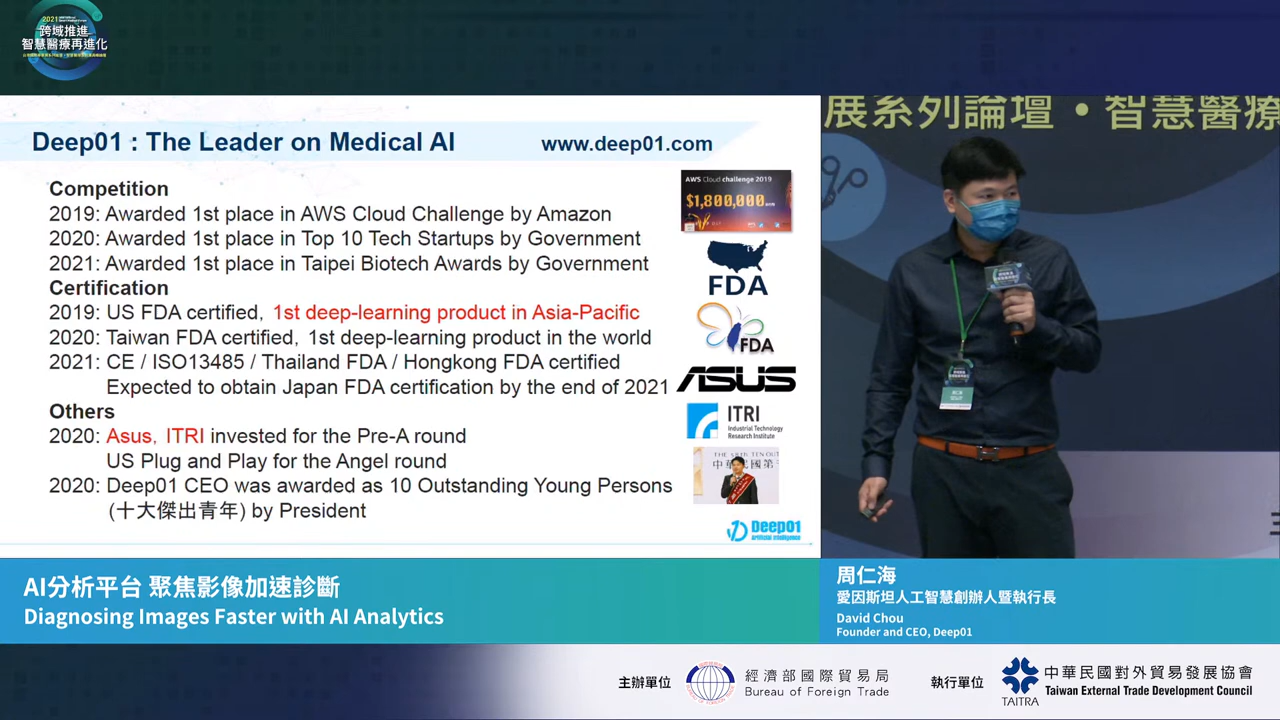 2021
跨域推進
智慧醫療再進化
Deep01 : The Leader on Medical AI
www.deep01.com
Competition
2019: Awarded 1st place in AWS Cloud Challenge by Amazon
2020: Awarded 1st place in Top 10 Tech Startups by Government
2021: Awarded 1st place in Taipei Biotech Awards by Government
Certification
2019: US FDA certified, 1st deep-learning product in Asia-Pacific
2020: Taiwan FDA certified, 1st deep-learning product in the world
2021: CE / ISO13485 / Thailand FDA / Hongkong FDA certified
Expected to obtain Japan FDA certification by the end of 2021
Others
2020: Asus, ITRI invested for the Pre-A round
US Plug and Play for the Angel round
2020: Deep01 CEO was awarded as 10 Outstanding Young Persons
(十大傑出青年) by President
AWS Cloud challenge 2019
$1,800,000
FDA
FDA
ASUS
ITRI
Industrial Technology
Research Institute
中華民國第
Deep01
Artificial Intelligence
展系列論壇・智慧醫療
AI分析平台 聚焦影像加速診斷
Diagnosing Images Faster with AI Analytics
周仁海
愛因斯坦人工智慧創辦人暨執行長
David Chou
Founder and CEO, Deep01
主辦單位
經濟部國際貿易局
Bureau of Foreign Trade
執行單位
TAITRA
中華民國對外貿易發展協會
Taiwan External Trade Development Council